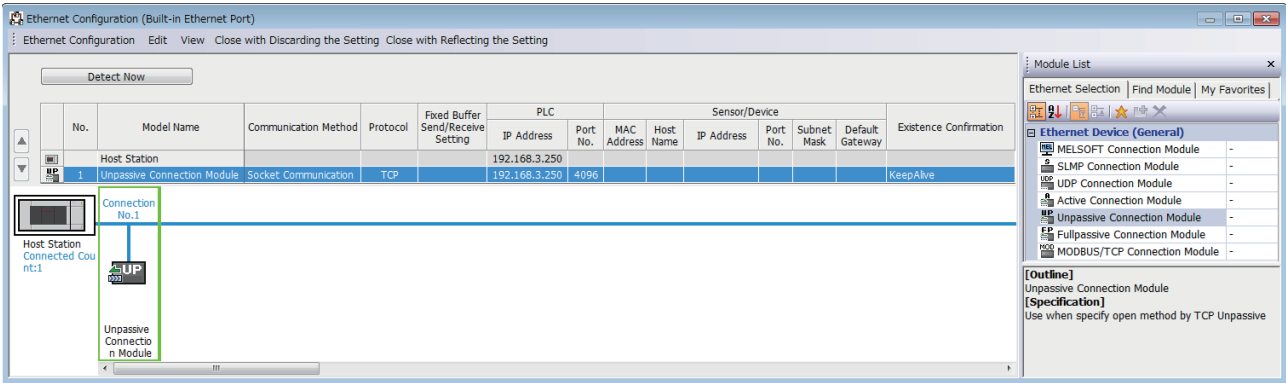 Ethernet Configuration (Built-in Ethernet Port)
Ethernet Configuration Edit View Close with Discarding the Setting Close with Reflecting the Setting
Detect Now
No. Model Name Communication Method Protocol Fixed Buffer Send/Receive Setting PLC Sensor/Device Existence Confirmation
IP Address Port No. MAC Address Host Name IP Address Port No. Subnet Mask Default Gateway
Host Station 192.168.3.250
UP 1 Unpassive Connection Module Socket Communication TCP 192.168.3.250 4096 KeepAlive
Connection
No.1
Host Station
Connected Cou
nt:1
UP
Unpassive
Connectio
n Module
Module List
Ethernet Selection Find Module My Favorites
Ethernet Device (General)
MELSOFT Connection Module -
SLMP Connection Module -
UDP UDP Connection Module -
Active Connection Module -
UP Unpassive Connection Module -
FP Fullpassive Connection Module -
MOD MODBUS/TCP Connection Module -
[Outline]
Unpassive Connection Module
[Specification]
Use when specify open method by TCP Unpassive